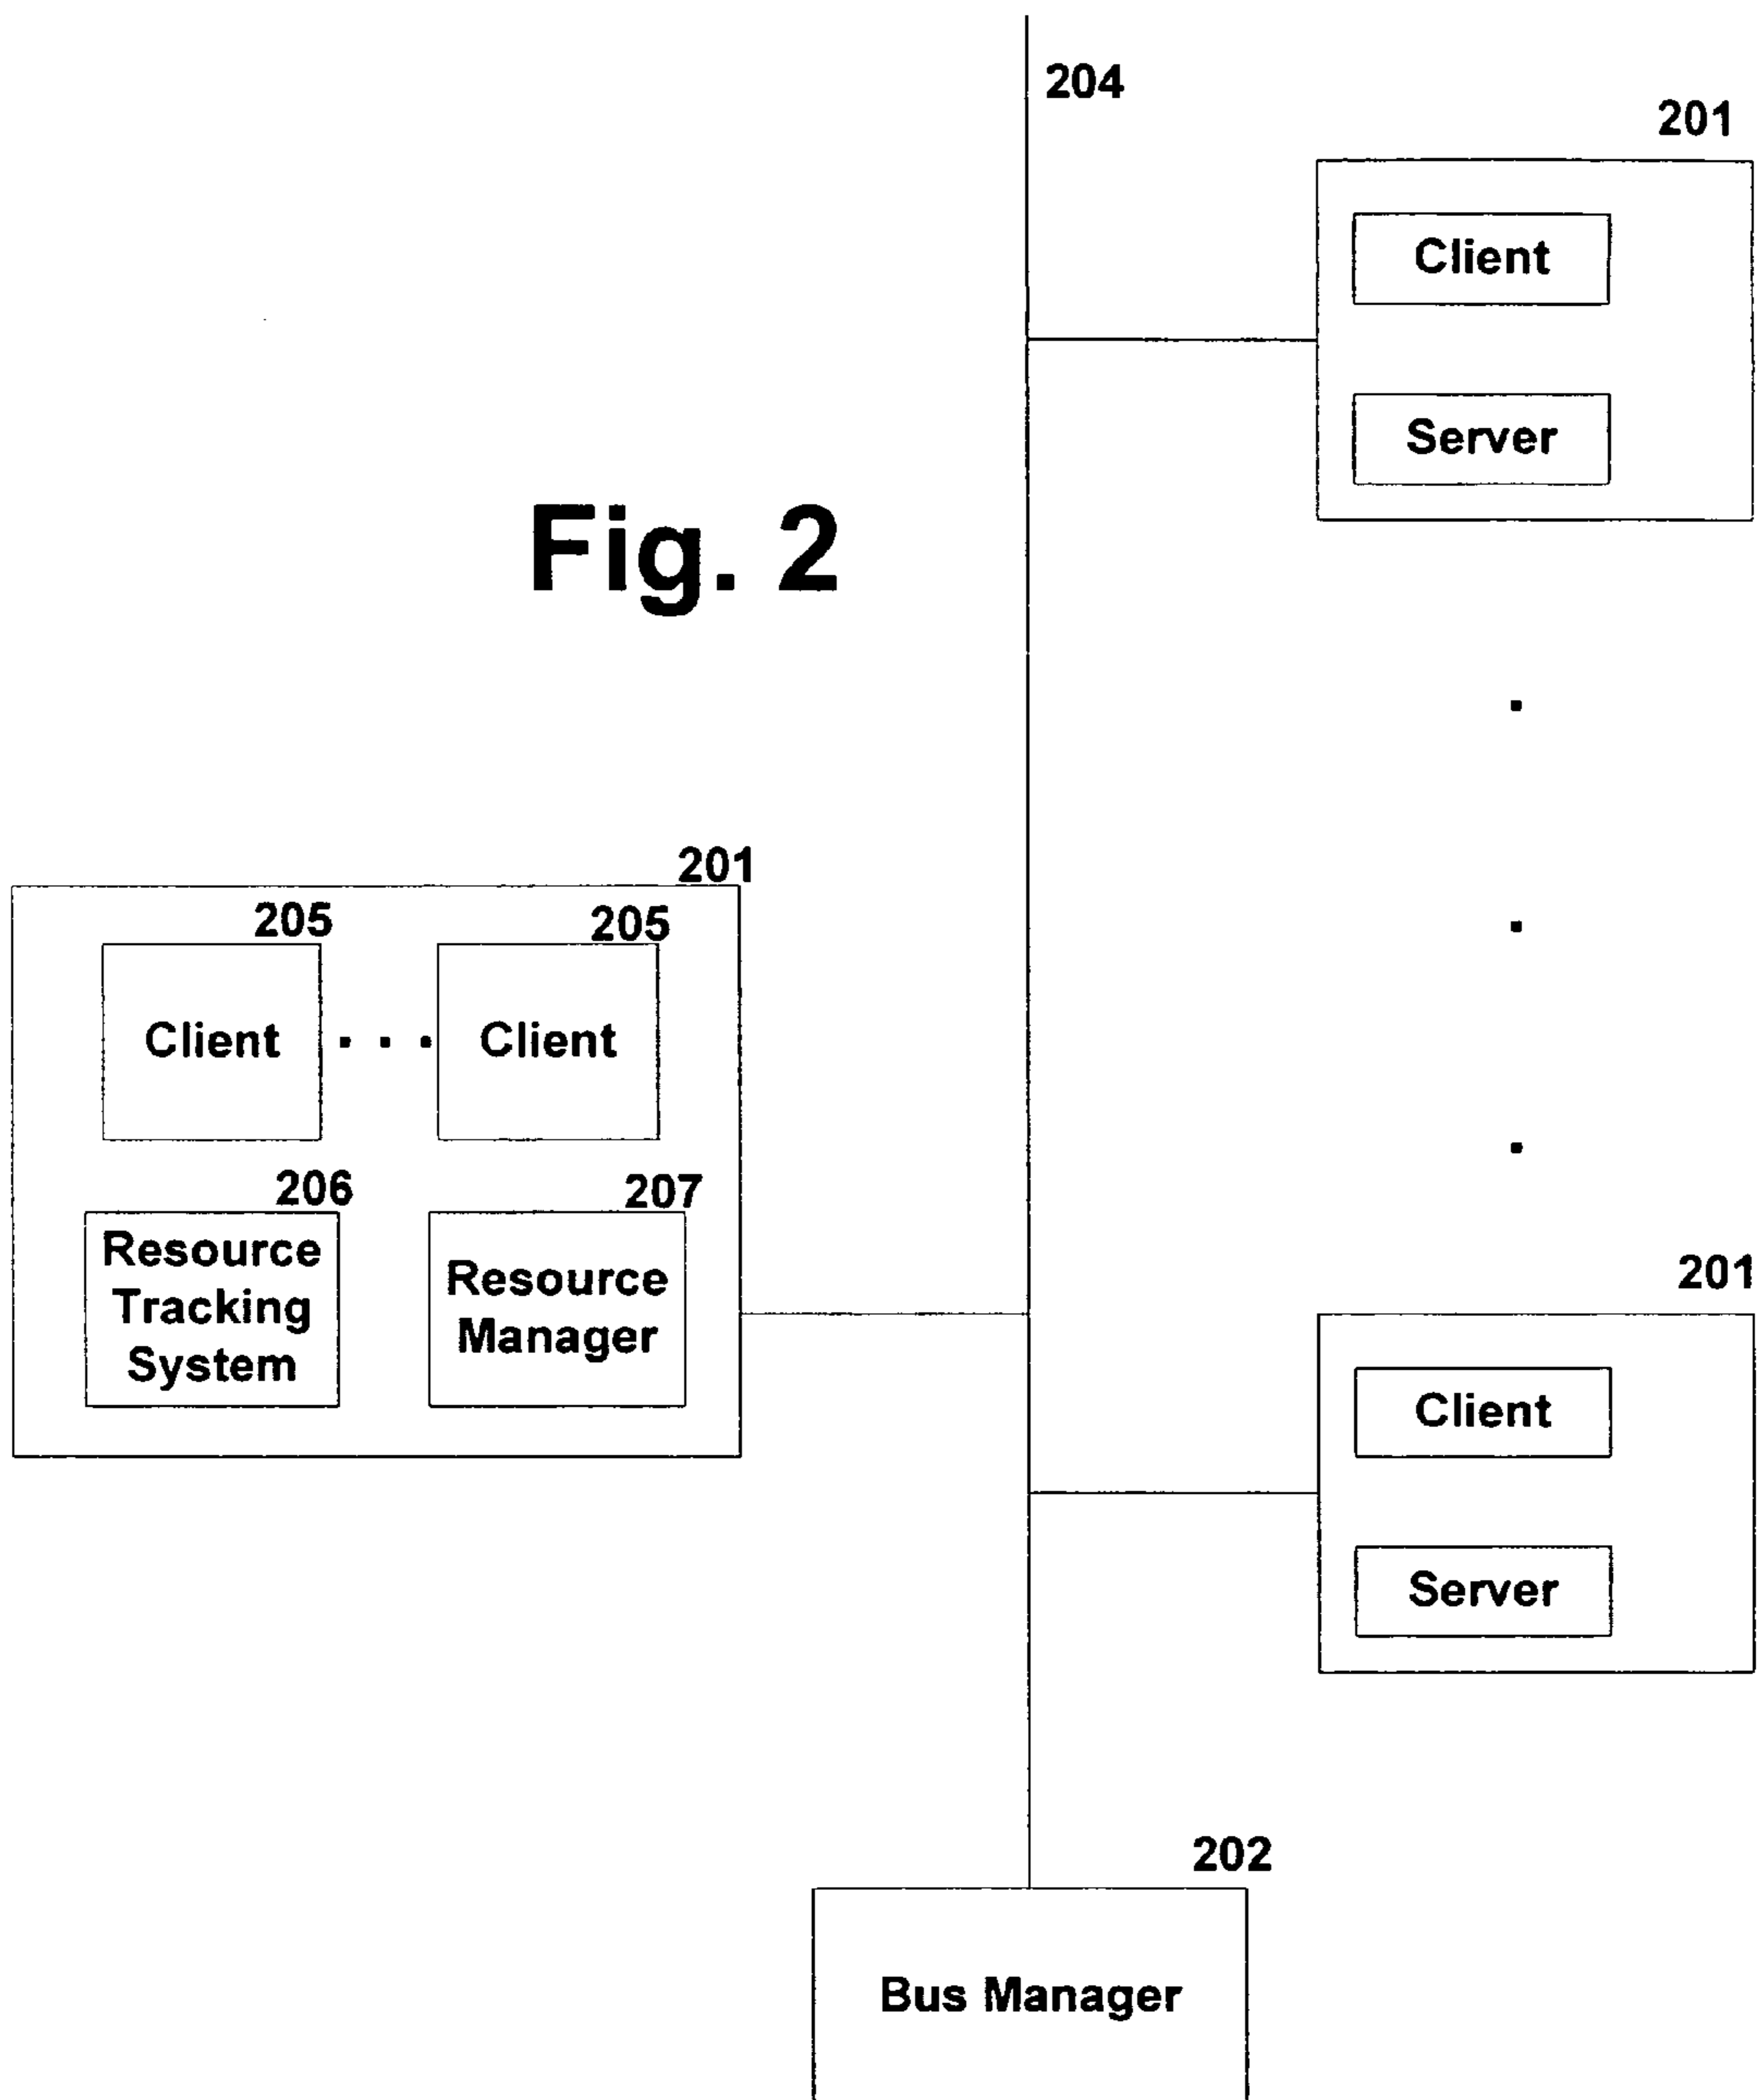 204
201
Client
Server
Fig. 2
201
205
205
Client
. . .
Client
206
207
Resource
Tracking
System
Resource
Manager
201
Client
Server
202
Bus Manager